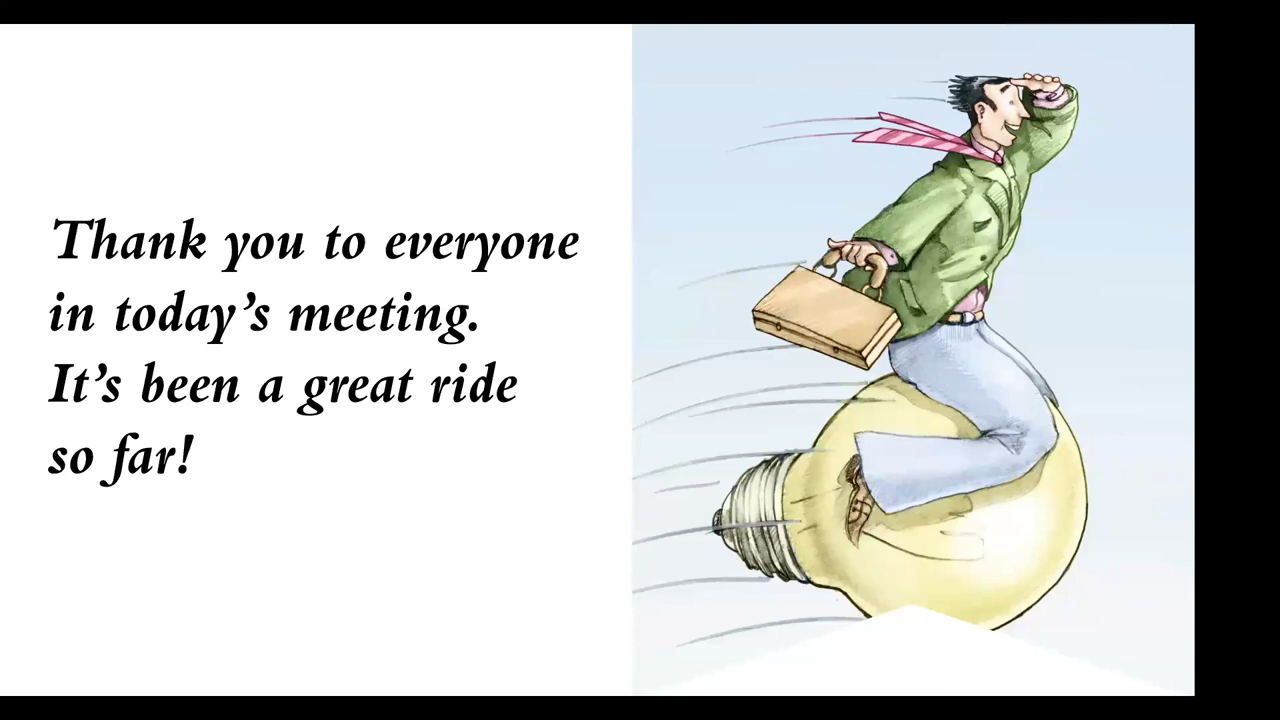 Thank you to everyone
in today’s meeting.
It’s been a great ride
so far!